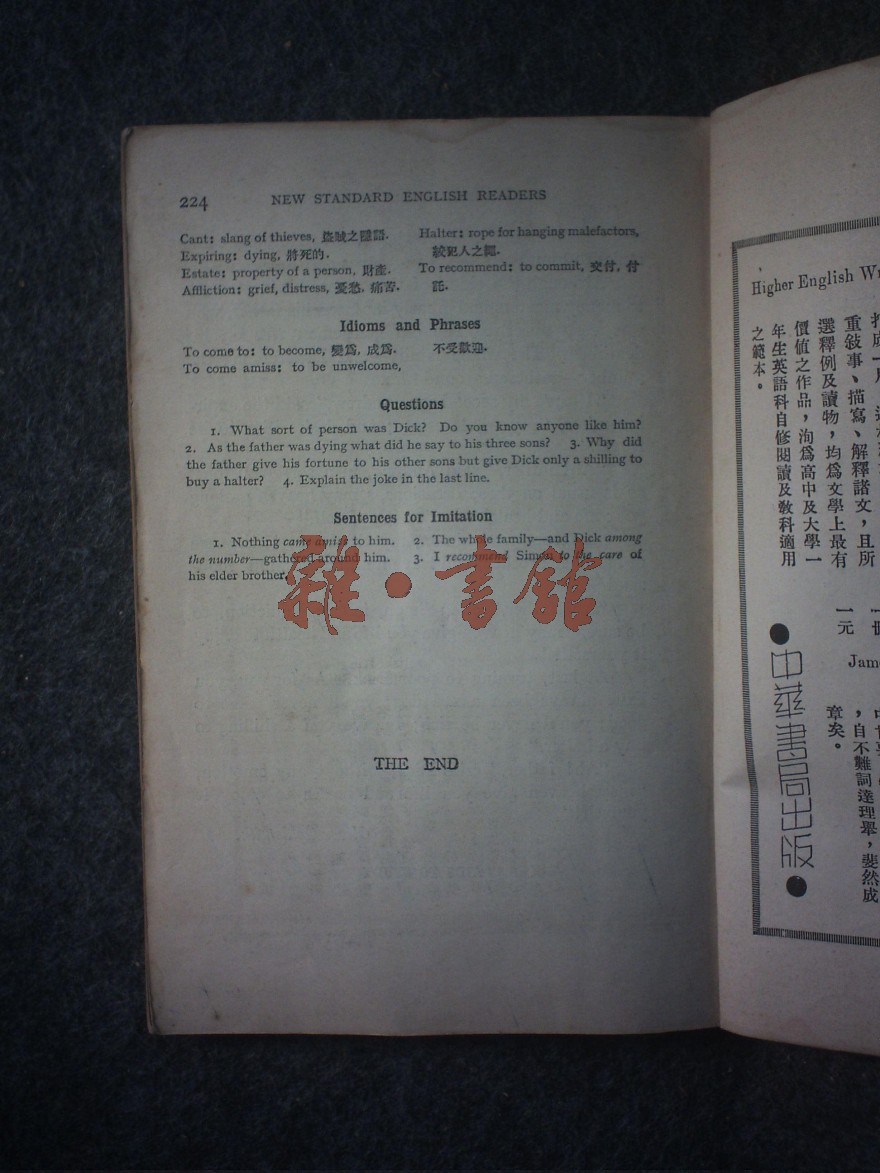 224 NEW STANDARD ENGLISH READERS
Cant: slang of thieves, 盜賊之隱語.
Expiring: dying, 將死的.
Estate: property of a person, 財產.
Affliction: grief, distress, 憂愁, 痛苦.
Halter: rope for hanging malefactors,
絞犯人之繩.
To recommend: to commit, 交付, 付
託.
Idioms and Phrases
To come to: to become, 變爲, 成爲.
To come amiss: to be unwelcome,
不受歡迎.
Questions
1. What sort of person was Dick? Do you know anyone like him?
2. As the father was dying what did he say to his three sons? 3. Why did
the father give his fortune to his other sons but give Dick only a shilling to
buy a halter? 4. Explain the joke in the last line.
Sentences for Imitation
1. Nothing came amiss to him. 2. The whole family—and Dick among
the number—gathered around him. 3. I recommend Simon to the care of
his elder brother.
雜·書館
THE END
Higher English
重敍事、描寫、解釋諸文，且所
選釋例及讀物，均爲文學上最有
價值之作品，洵爲高中及大學一
年生英語科自修閱讀及敎科適用
之範本。
一元
，自不難詞達理舉，斐然成
章矣。
●中華書局出版●